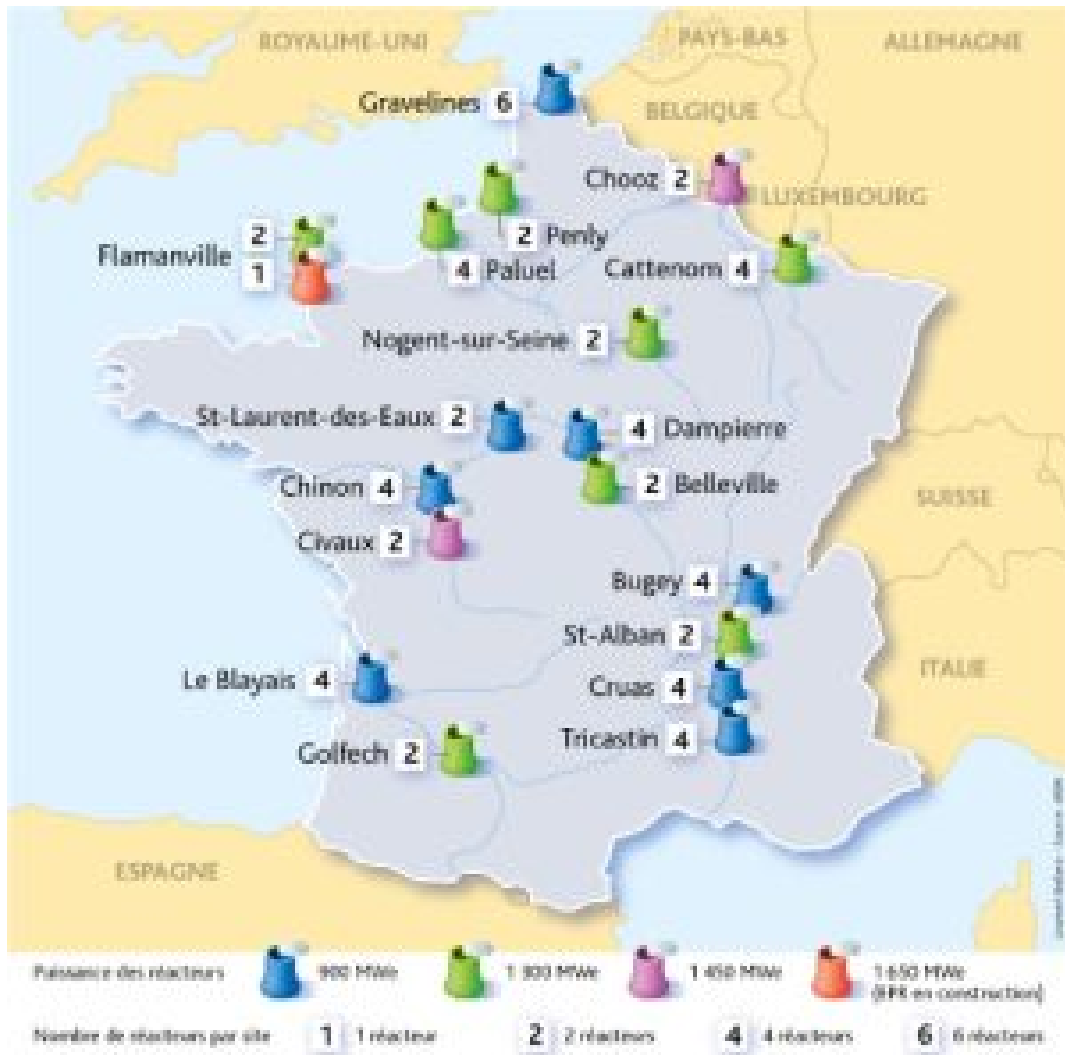 ROYAUME-UNI
PAYS-BAS
ALLEMAGNE
Gravelines 6
BELGIQUE
Chooz 2
LUXEMBOURG
2 Penly
Flamanville 2
1
4 Paluel
Cattenom 4
Nogent-sur-Seine 2
St-Laurent-des-Eaux 2
4 Dampierre
Chinon 4
2 Belleville
SUISSE
Civaux 2
Bugey 4
St-Alban 2
ITALIE
Le Blayais 4
Cruas 4
Tricastin 4
Golfech 2
ESPAGNE
Puissance des réacteurs 900 MWe 1 300 MWe 1 450 MWe 1 650 MWe
(EPR en construction)
Nombre de réacteurs par site 1 1 réacteur 2 2 réacteurs 4 4 réacteurs 6 6 réacteurs